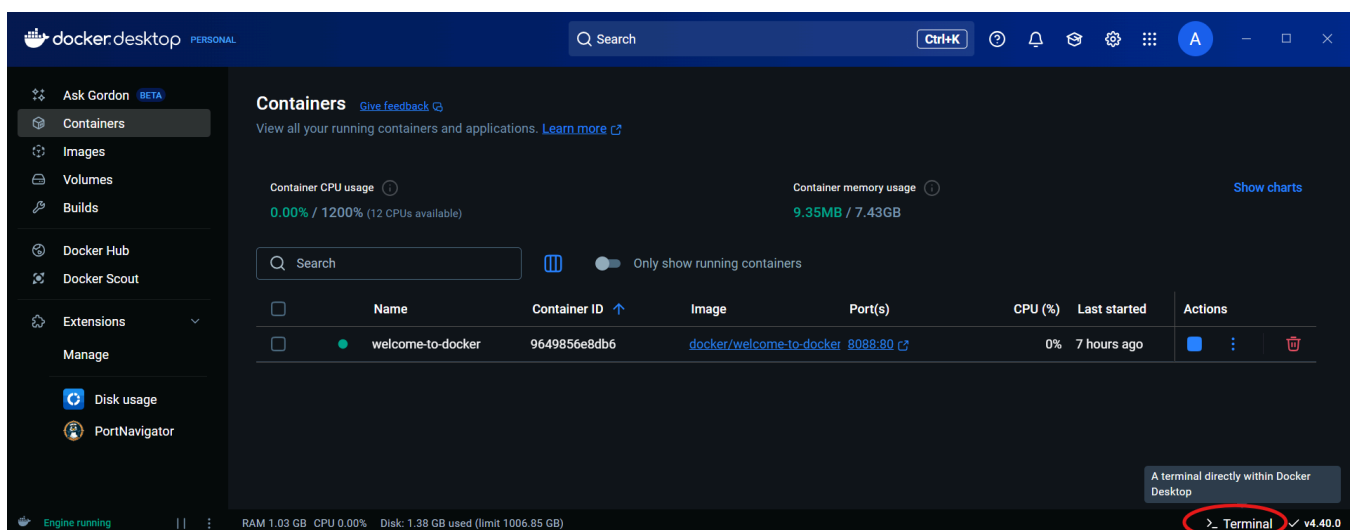 docker.desktop PERSONAL
Search Ctrl+K
A
Ask Gordon BETA
Containers
Images
Volumes
Builds
Docker Hub
Docker Scout
Extensions
Manage
Disk usage
PortNavigator
Containers Give feedback
View all your running containers and applications. Learn more
Container CPU usage
0.00% / 1200% (12 CPUs available)
Container memory usage
9.35MB / 7.43GB
Show charts
Search
Only show running containers
Name Container ID Image Port(s) CPU (%) Last started Actions
welcome-to-docker 9649856e8db6 docker/welcome-to-docker 8088:80 0% 7 hours ago
A terminal directly within Docker
Desktop
Engine running RAM 1.03 GB CPU 0.00% Disk: 1.38 GB used (limit 1006.85 GB) >_ Terminal v4.40.0